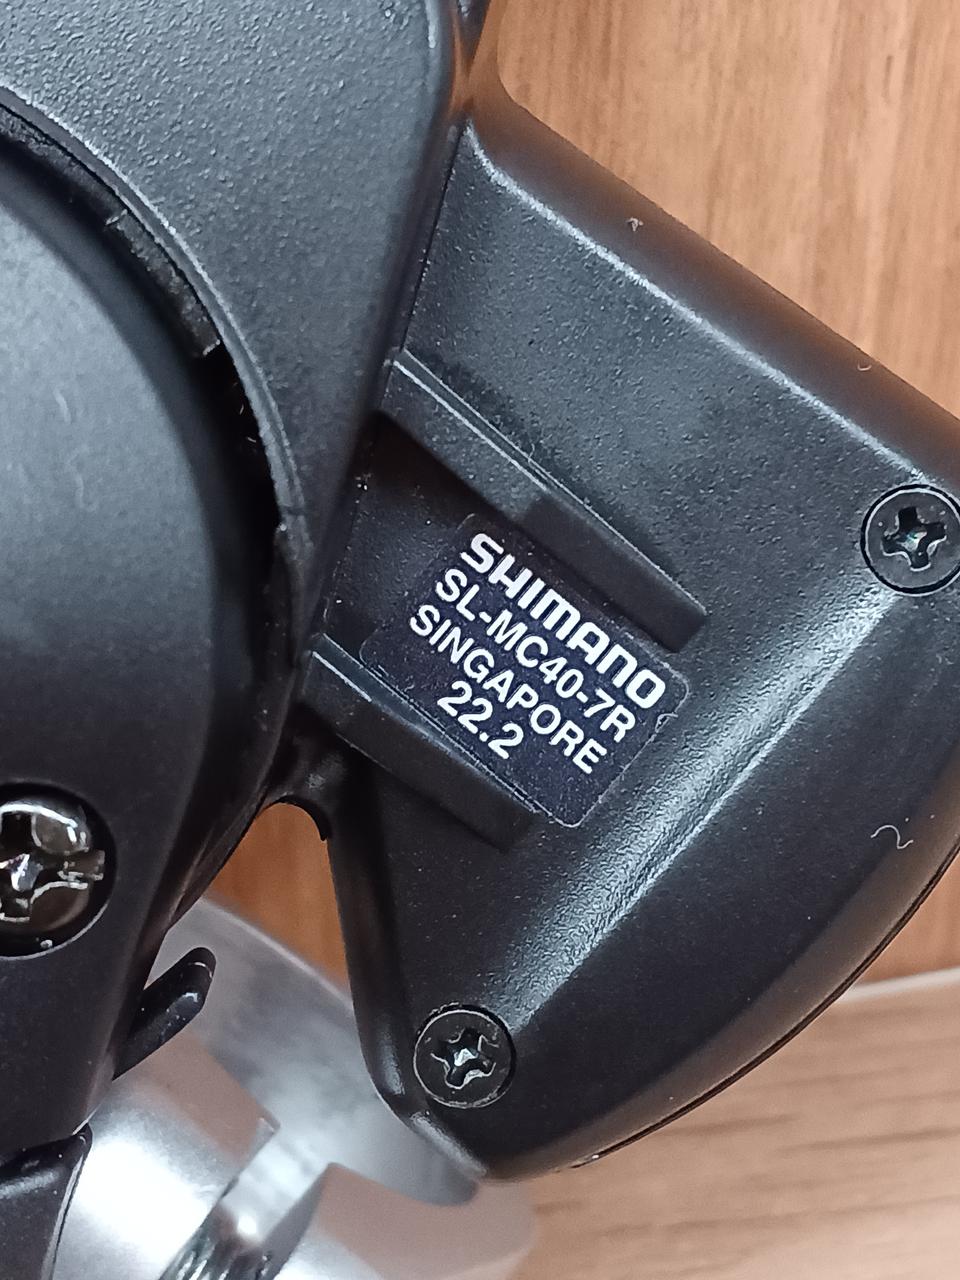 SHIMANO
SL-MC40-7R
SINGAPORE
22.2